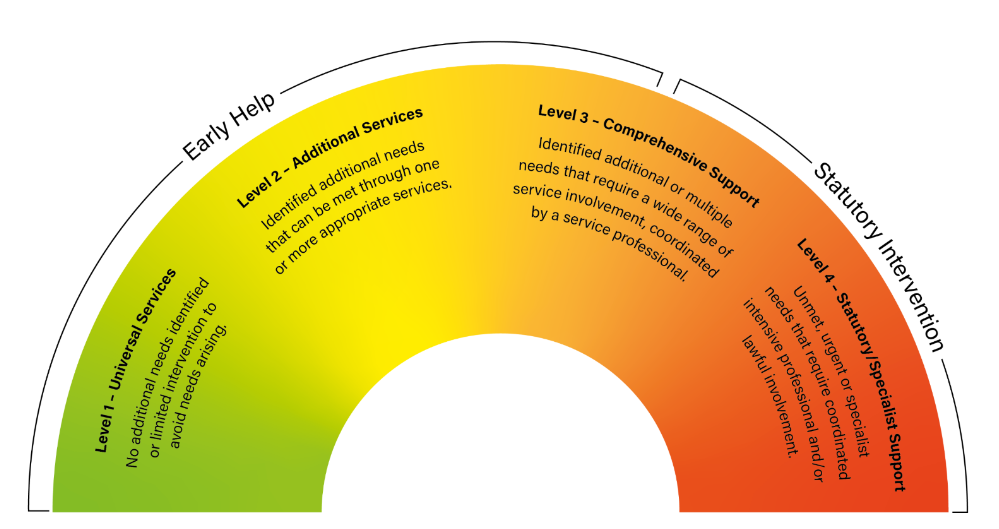 Early Help
Level 1 – Universal Services
No additional needs identified
or limited intervention to
avoid needs arising.
Level 2 – Additional Services
Identified additional needs
that can be met through one
or more appropriate services.
Level 3 – Comprehensive Support
Identified additional or multiple
needs that require a wide range of
service involvement, coordinated
by a service professional.
Statutory Intervention
Level 4 – Statutory/Specialist Support
Unmet, urgent or specialist
needs that require coordinated
intensive professional and/or
lawful involvement.